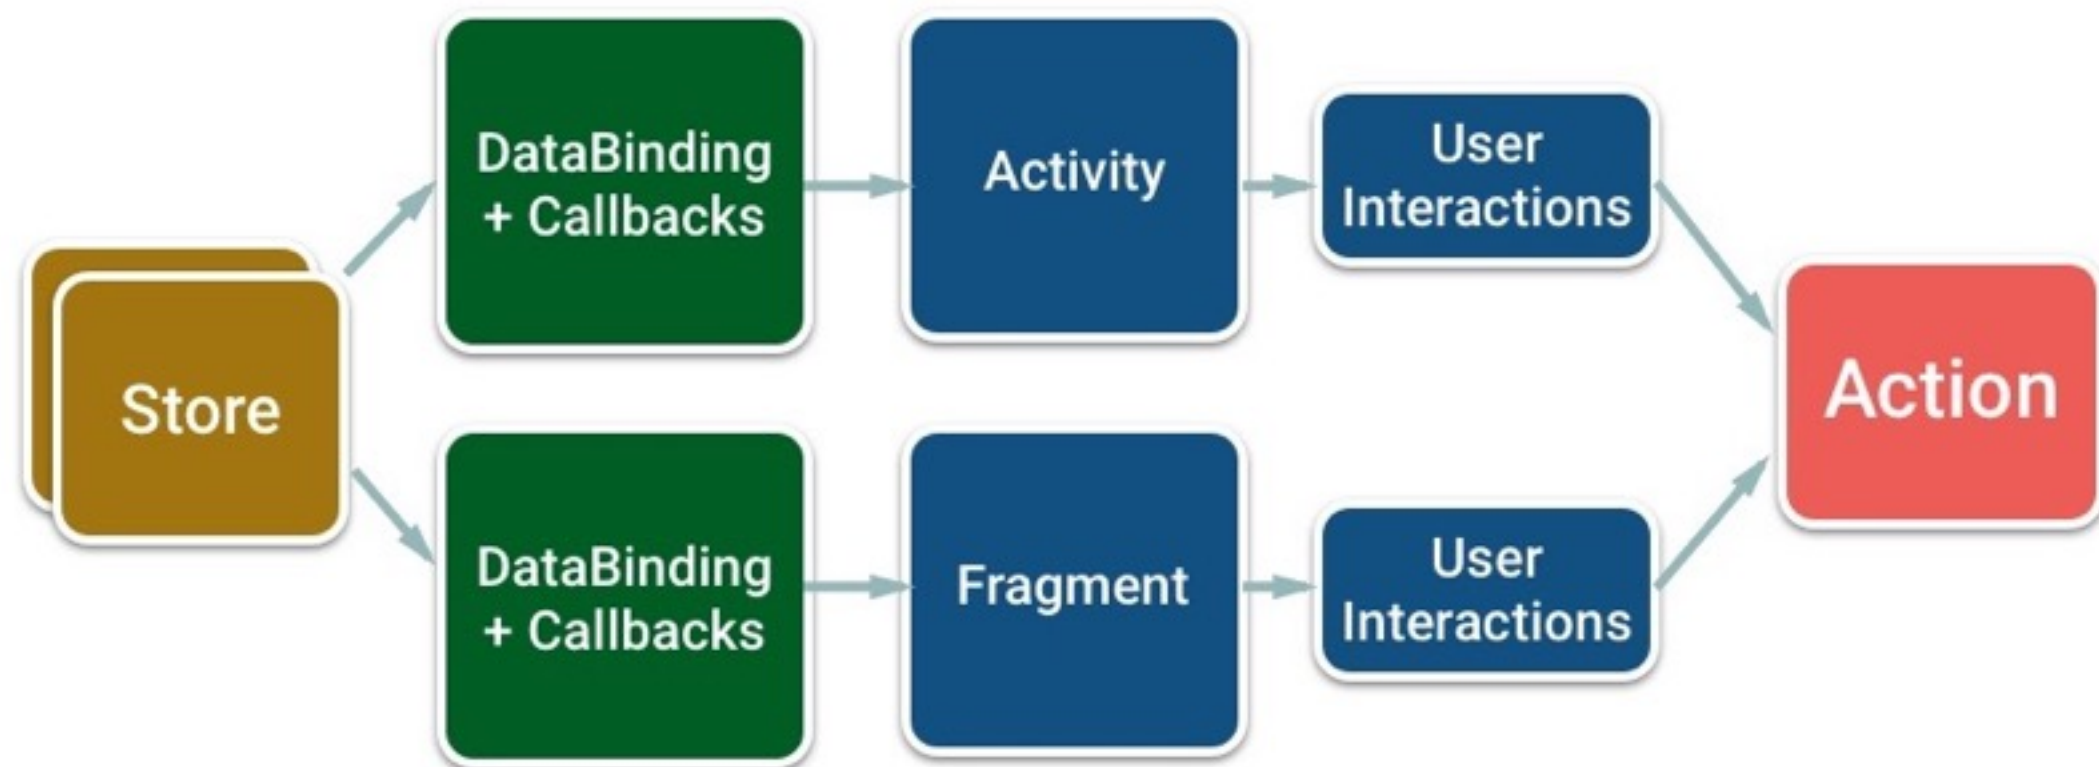 Store
DataBinding
+ Callbacks
Activity
User
Interactions
DataBinding
+ Callbacks
Fragment
User
Interactions
Action